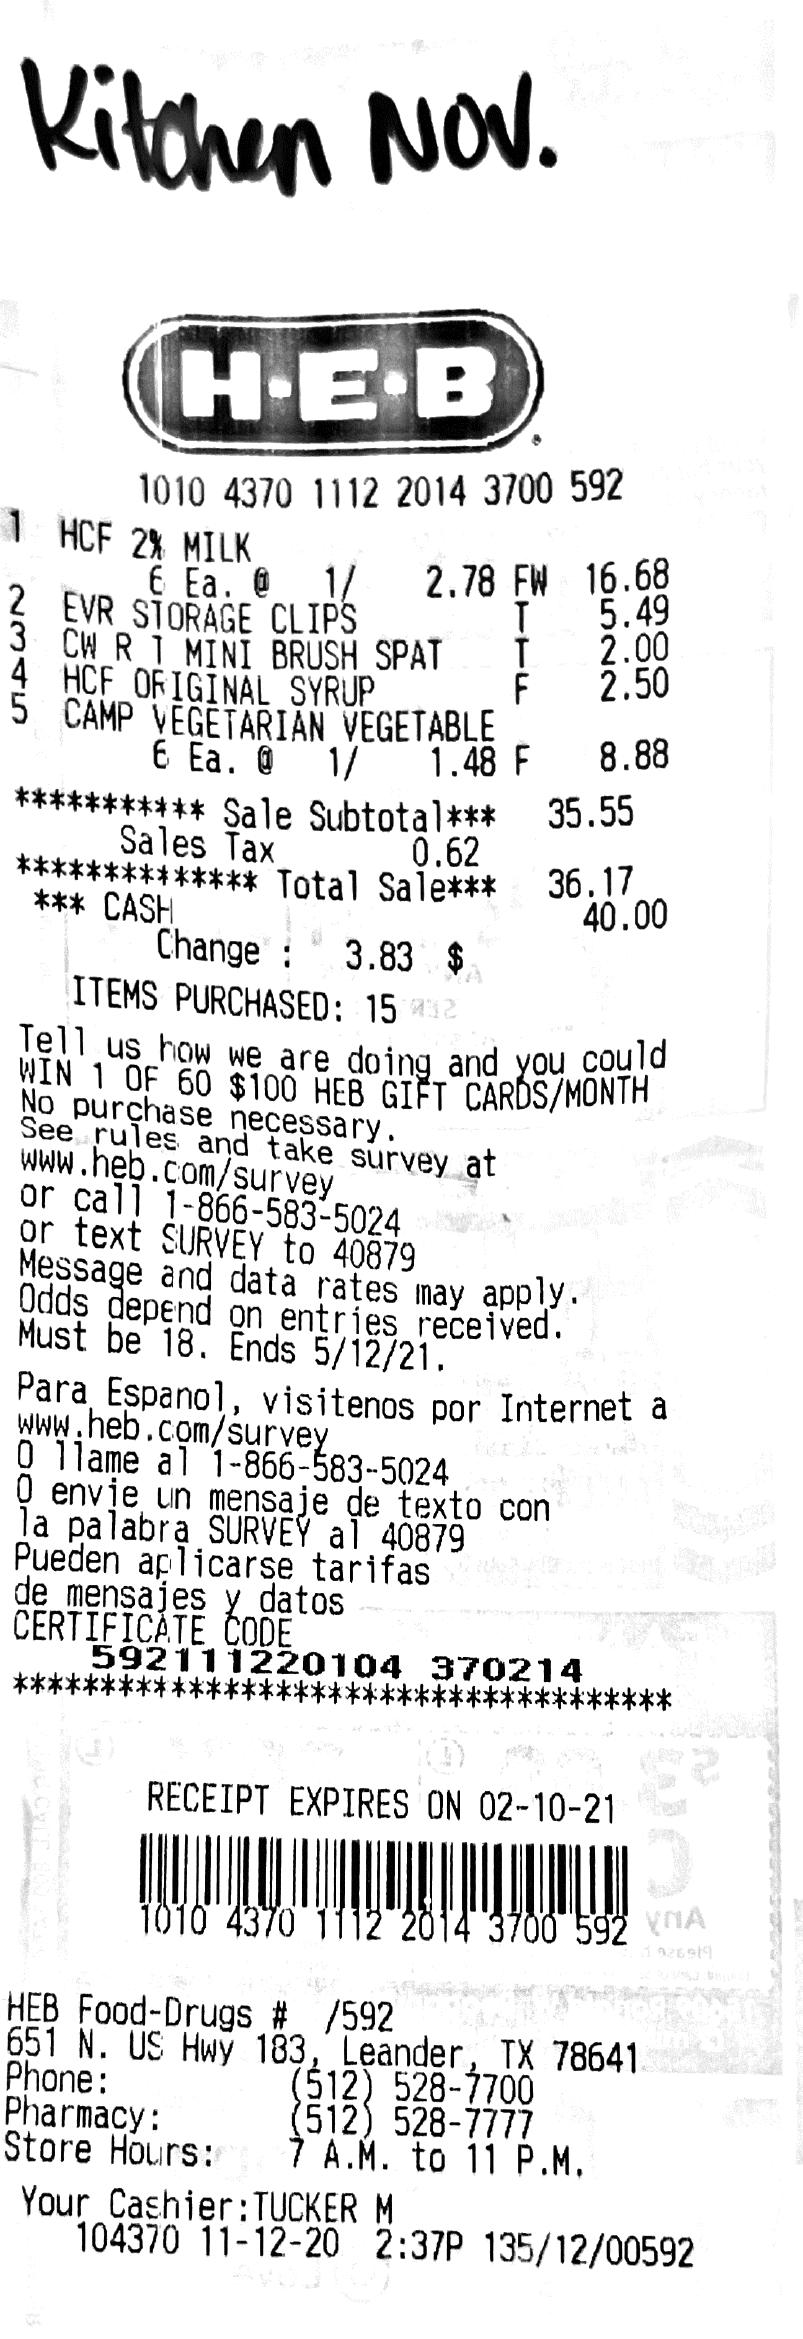 Kitchen NOV.
H-E-B
1010 4370 1112 2014 3700 592
1 HCF 2% MILK
6 Ea. @ 1/ 2.78 FW 16.68
2 EVR STORAGE CLIPS T 5.49
3 CW R T MINI BRUSH SPAT T 2.00
4 HCF ORIGINAL SYRUP F 2.50
5 CAMP VEGETARIAN VEGETABLE
6 Ea. @ 1/ 1.48 F 8.88
*********** Sale Subtotal*** 35.55
Sales Tax 0.62
************** Total Sale*** 36.17
*** CASH 40.00
Change : 3.83 $
ITEMS PURCHASED: 15
Tell us how we are doing and you could
WIN 1 OF 60 $100 HEB GIFT CARDS/MONTH
No purchase necessary.
See rules and take survey at
www.heb.com/survey
or call 1-866-583-5024
or text SURVEY to 40879
Message and data rates may apply.
Odds depend on entries received.
Must be 18. Ends 5/12/21.
Para Espanol, visitenos por Internet a
www.heb.com/survey
O llame al 1-866-583-5024
O envie un mensaje de texto con
la palabra SURVEY al 40879
Pueden aplicarse tarifas
de mensajes y datos
CERTIFICATE CODE
592111220104 370214
*************************************
RECEIPT EXPIRES ON 02-10-21
1010 4370 1112 2014 3700 592
HEB Food-Drugs # /592
651 N. US Hwy 183, Leander, TX 78641
Phone: (512) 528-7700
Pharmacy: (512) 528-7777
Store Hours: 7 A.M. to 11 P.M.
Your Cashier:TUCKER M
104370 11-12-20 2:37P 135/12/00592